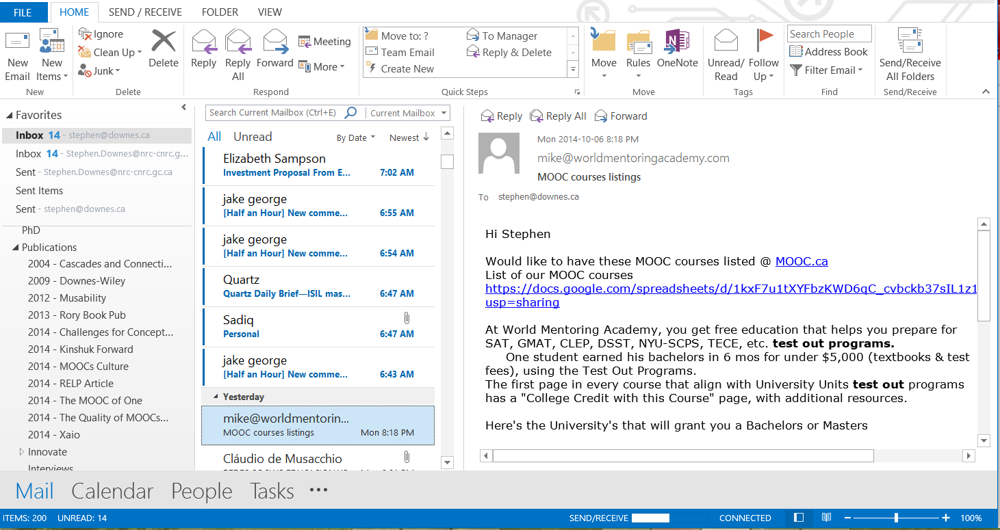 FILE HOME SEND / RECEIVE FOLDER VIEW
New Email
New Items
Ignore
Clean Up
Junk
Delete
Reply
Reply All
Forward
Meeting
More
Move to: ?
Team Email
Create New
To Manager
Reply & Delete
Move
Rules
OneNote
Unread/ Read
Follow Up
Search People
Address Book
Filter Email
Send/Receive All Folders
New
Delete
Respond
Quick Steps
Move
Tags
Find
Send/Receive
Favorites
Inbox 14 - stephen@downes.ca
Inbox 14 - Stephen.Downes@nrc-cnrc.g...
Sent - Stephen.Downes@nrc-cnrc.gc.ca
Sent Items
Sent - stephen@downes.ca
PhD
Publications
2004 - Cascades and Connecti...
2009 - Downes-Wiley
2012 - Musability
2013 - Rory Book Pub
2014 - Challenges for Concept...
2014 - Kinshuk Forward
2014 - MOOCs Culture
2014 - RELP Article
2014 - The MOOC of One
2014 - The Quality of MOOCs...
2014 - Xaio
Innovate
Interviews
Search Current Mailbox (Ctrl+E) Current Mailbox
All Unread By Date Newest
Elizabeth Sampson
Investment Proposal From E... 7:02 AM
jake george
[Half an Hour] New comme... 6:55 AM
jake george
[Half an Hour] New comme... 6:54 AM
Quartz
Quartz Daily Brief—ISIL mas... 6:47 AM
Sadiq
Personal 6:47 AM
jake george
[Half an Hour] New comme... 6:43 AM
Yesterday
mike@worldmentorin...
MOOC courses listings Mon 8:18 PM
Cláudio de Musacchio
Reply Reply All Forward
Mon 2014-10-06 8:18 PM
mike@worldmentoringacademy.com
MOOC courses listings
To stephen@downes.ca
Hi Stephen
Would like to have these MOOC courses listed @ MOOC.ca
List of our MOOC courses
https://docs.google.com/spreadsheets/d/1kxF7u1tXYFbzKWD6qC_cvbckb37sIL1z1
usp=sharing
At World Mentoring Academy, you get free education that helps you prepare for
SAT, GMAT, CLEP, DSST, NYU-SCPS, TECE, etc. test out programs.
One student earned his bachelors in 6 mos for under $5,000 (textbooks & test
fees), using the Test Out Programs.
The first page in every course that align with University Units test out programs
has a "College Credit with this Course" page, with additional resources.
Here's the University's that will grant you a Bachelors or Masters
Mail Calendar People Tasks •••
ITEMS: 200 UNREAD: 14 SEND/RECEIVE CONNECTED 100%